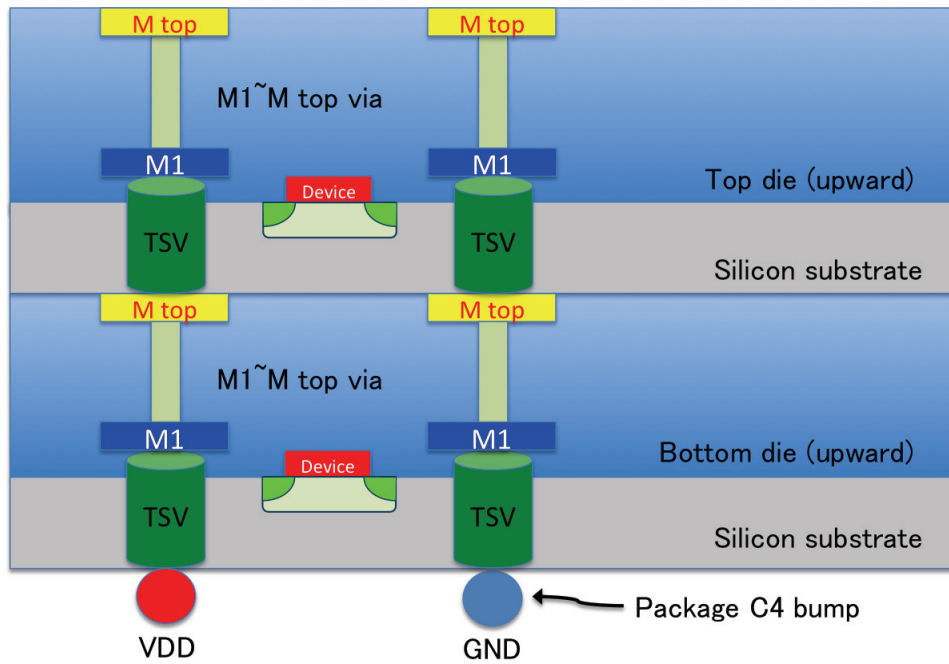 M top M top
M1~M top via
M1 M1
Device
Top die (upward)
TSV TSV
Silicon substrate
M top M top
M1~M top via
M1 M1
Device
Bottom die (upward)
TSV TSV
Silicon substrate
Package C4 bump
VDD GND